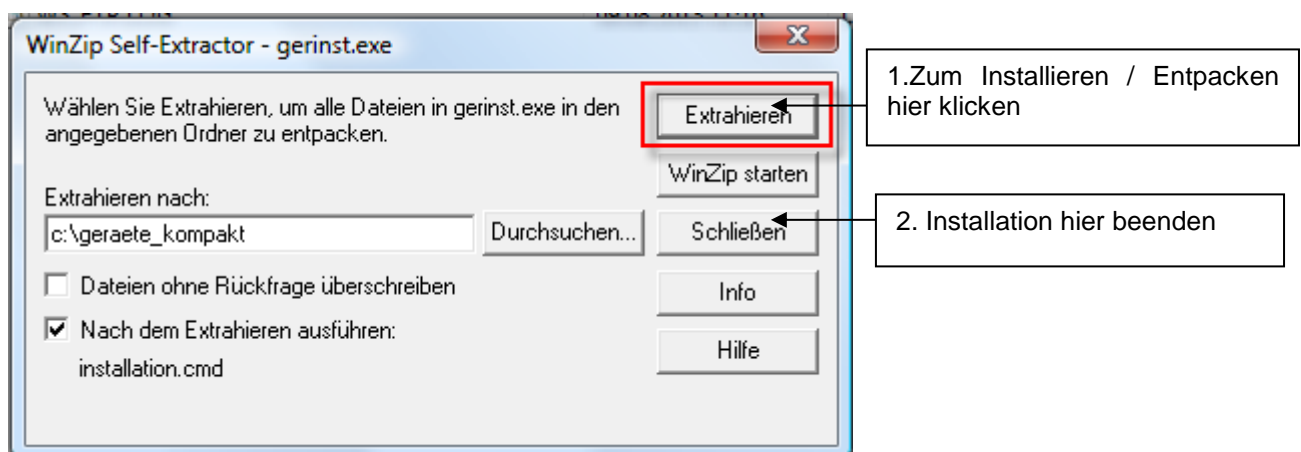 WinZip Self-Extractor - gerinst.exe
Wählen Sie Extrahieren, um alle Dateien in gerinst.exe in den
angegebenen Ordner zu entpacken.
Extrahieren nach:
c:\geraete_kompakt
Durchsuchen...
Dateien ohne Rückfrage überschreiben
Nach dem Extrahieren ausführen:
installation.cmd
Extrahieren
WinZip starten
Schließen
Info
Hilfe
1.Zum Installieren / Entpacken
hier klicken
2. Installation hier beenden